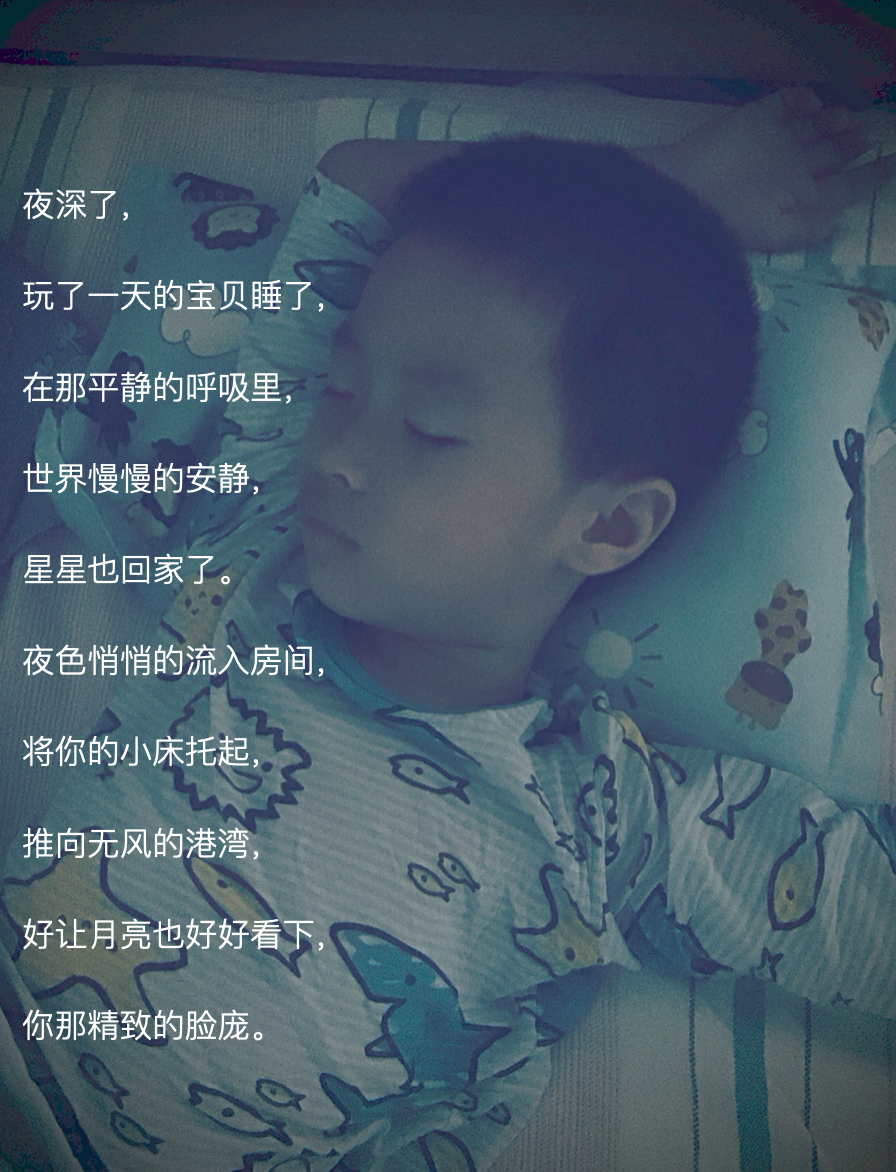 夜深了，
玩了一天的宝贝睡了，
在那平静的呼吸里，
世界慢慢的安静，
星星也回家了。
夜色悄悄的流入房间，
将你的小床托起，
推向无风的港湾，
好让月亮也好好看下，
你那精致的脸庞。